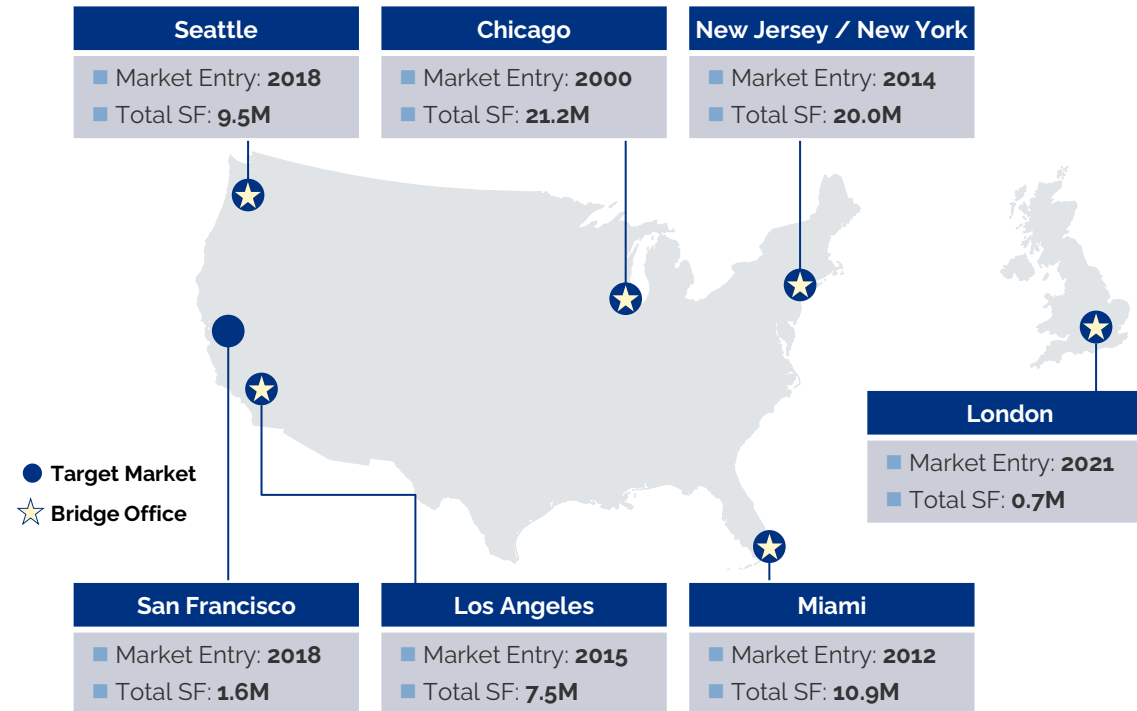 Seattle
Market Entry: 2018
Total SF: 9.5M
Chicago
Market Entry: 2000
Total SF: 21.2M
New Jersey / New York
Market Entry: 2014
Total SF: 20.0M
London
Market Entry: 2021
Total SF: 0.7M
Target Market
Bridge Office
San Francisco
Market Entry: 2018
Total SF: 1.6M
Los Angeles
Market Entry: 2015
Total SF: 7.5M
Miami
Market Entry: 2012
Total SF: 10.9M